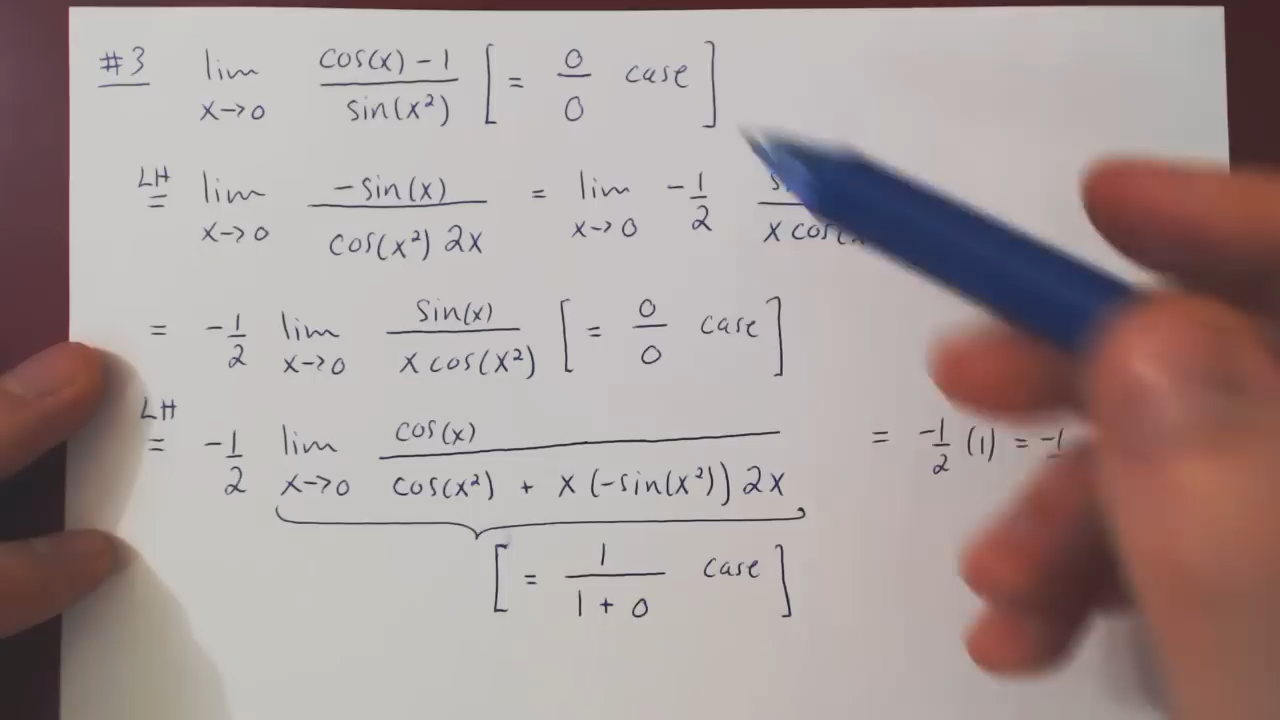 #3 lim x→0 (cos(x) − 1)/(sin(x²)) [ = 0/0 case ]
LH = lim x→0 (−sin(x))/(cos(x²) 2x) = lim x→0 −1/2
= −1/2 lim x→0 (sin(x))/(x cos(x²)) [ = 0/0 case ]
LH = −1/2 lim x→0 (cos(x))/(cos(x²) + x (−sin(x²)) 2x) = −1/2 (1) =
[ = 1/(1 + 0) case ]